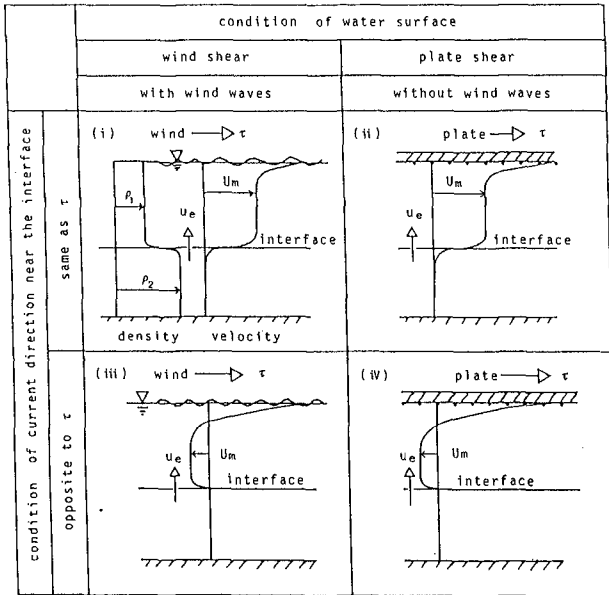 condition of water surface
wind shear
plate shear
with wind waves
without wind waves
condition of current direction near the interface
same as τ
opposite to τ
(i) wind τ
ρ1
Um
ue
interface
ρ2
density velocity
(ii) plate τ
Um
ue
interface
(iii) wind τ
ue
Um
interface
(iv) plate τ
ue
Um
interface